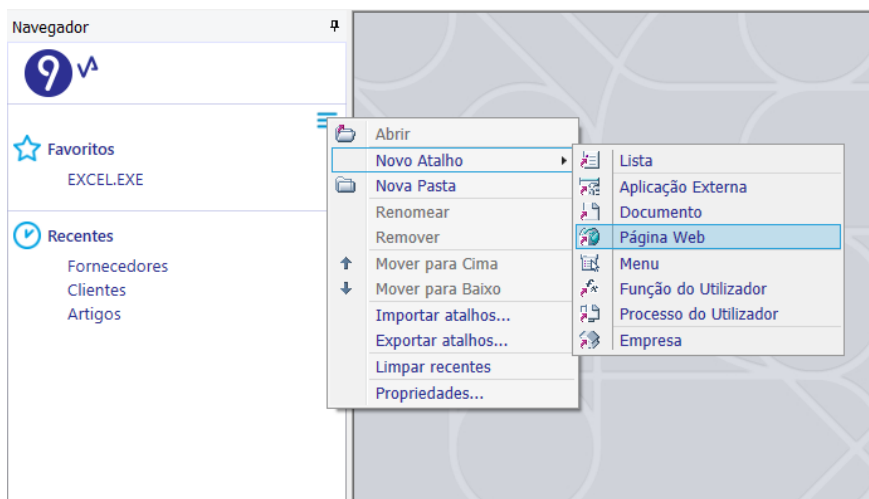 Navegador
9
Favoritos
EXCEL.EXE
Recentes
Fornecedores
Clientes
Artigos
Abrir
Novo Atalho
Nova Pasta
Renomear
Remover
Mover para Cima
Mover para Baixo
Importar atalhos...
Exportar atalhos...
Limpar recentes
Propriedades...
Lista
Aplicação Externa
Documento
Página Web
Menu
Função do Utilizador
Processo do Utilizador
Empresa